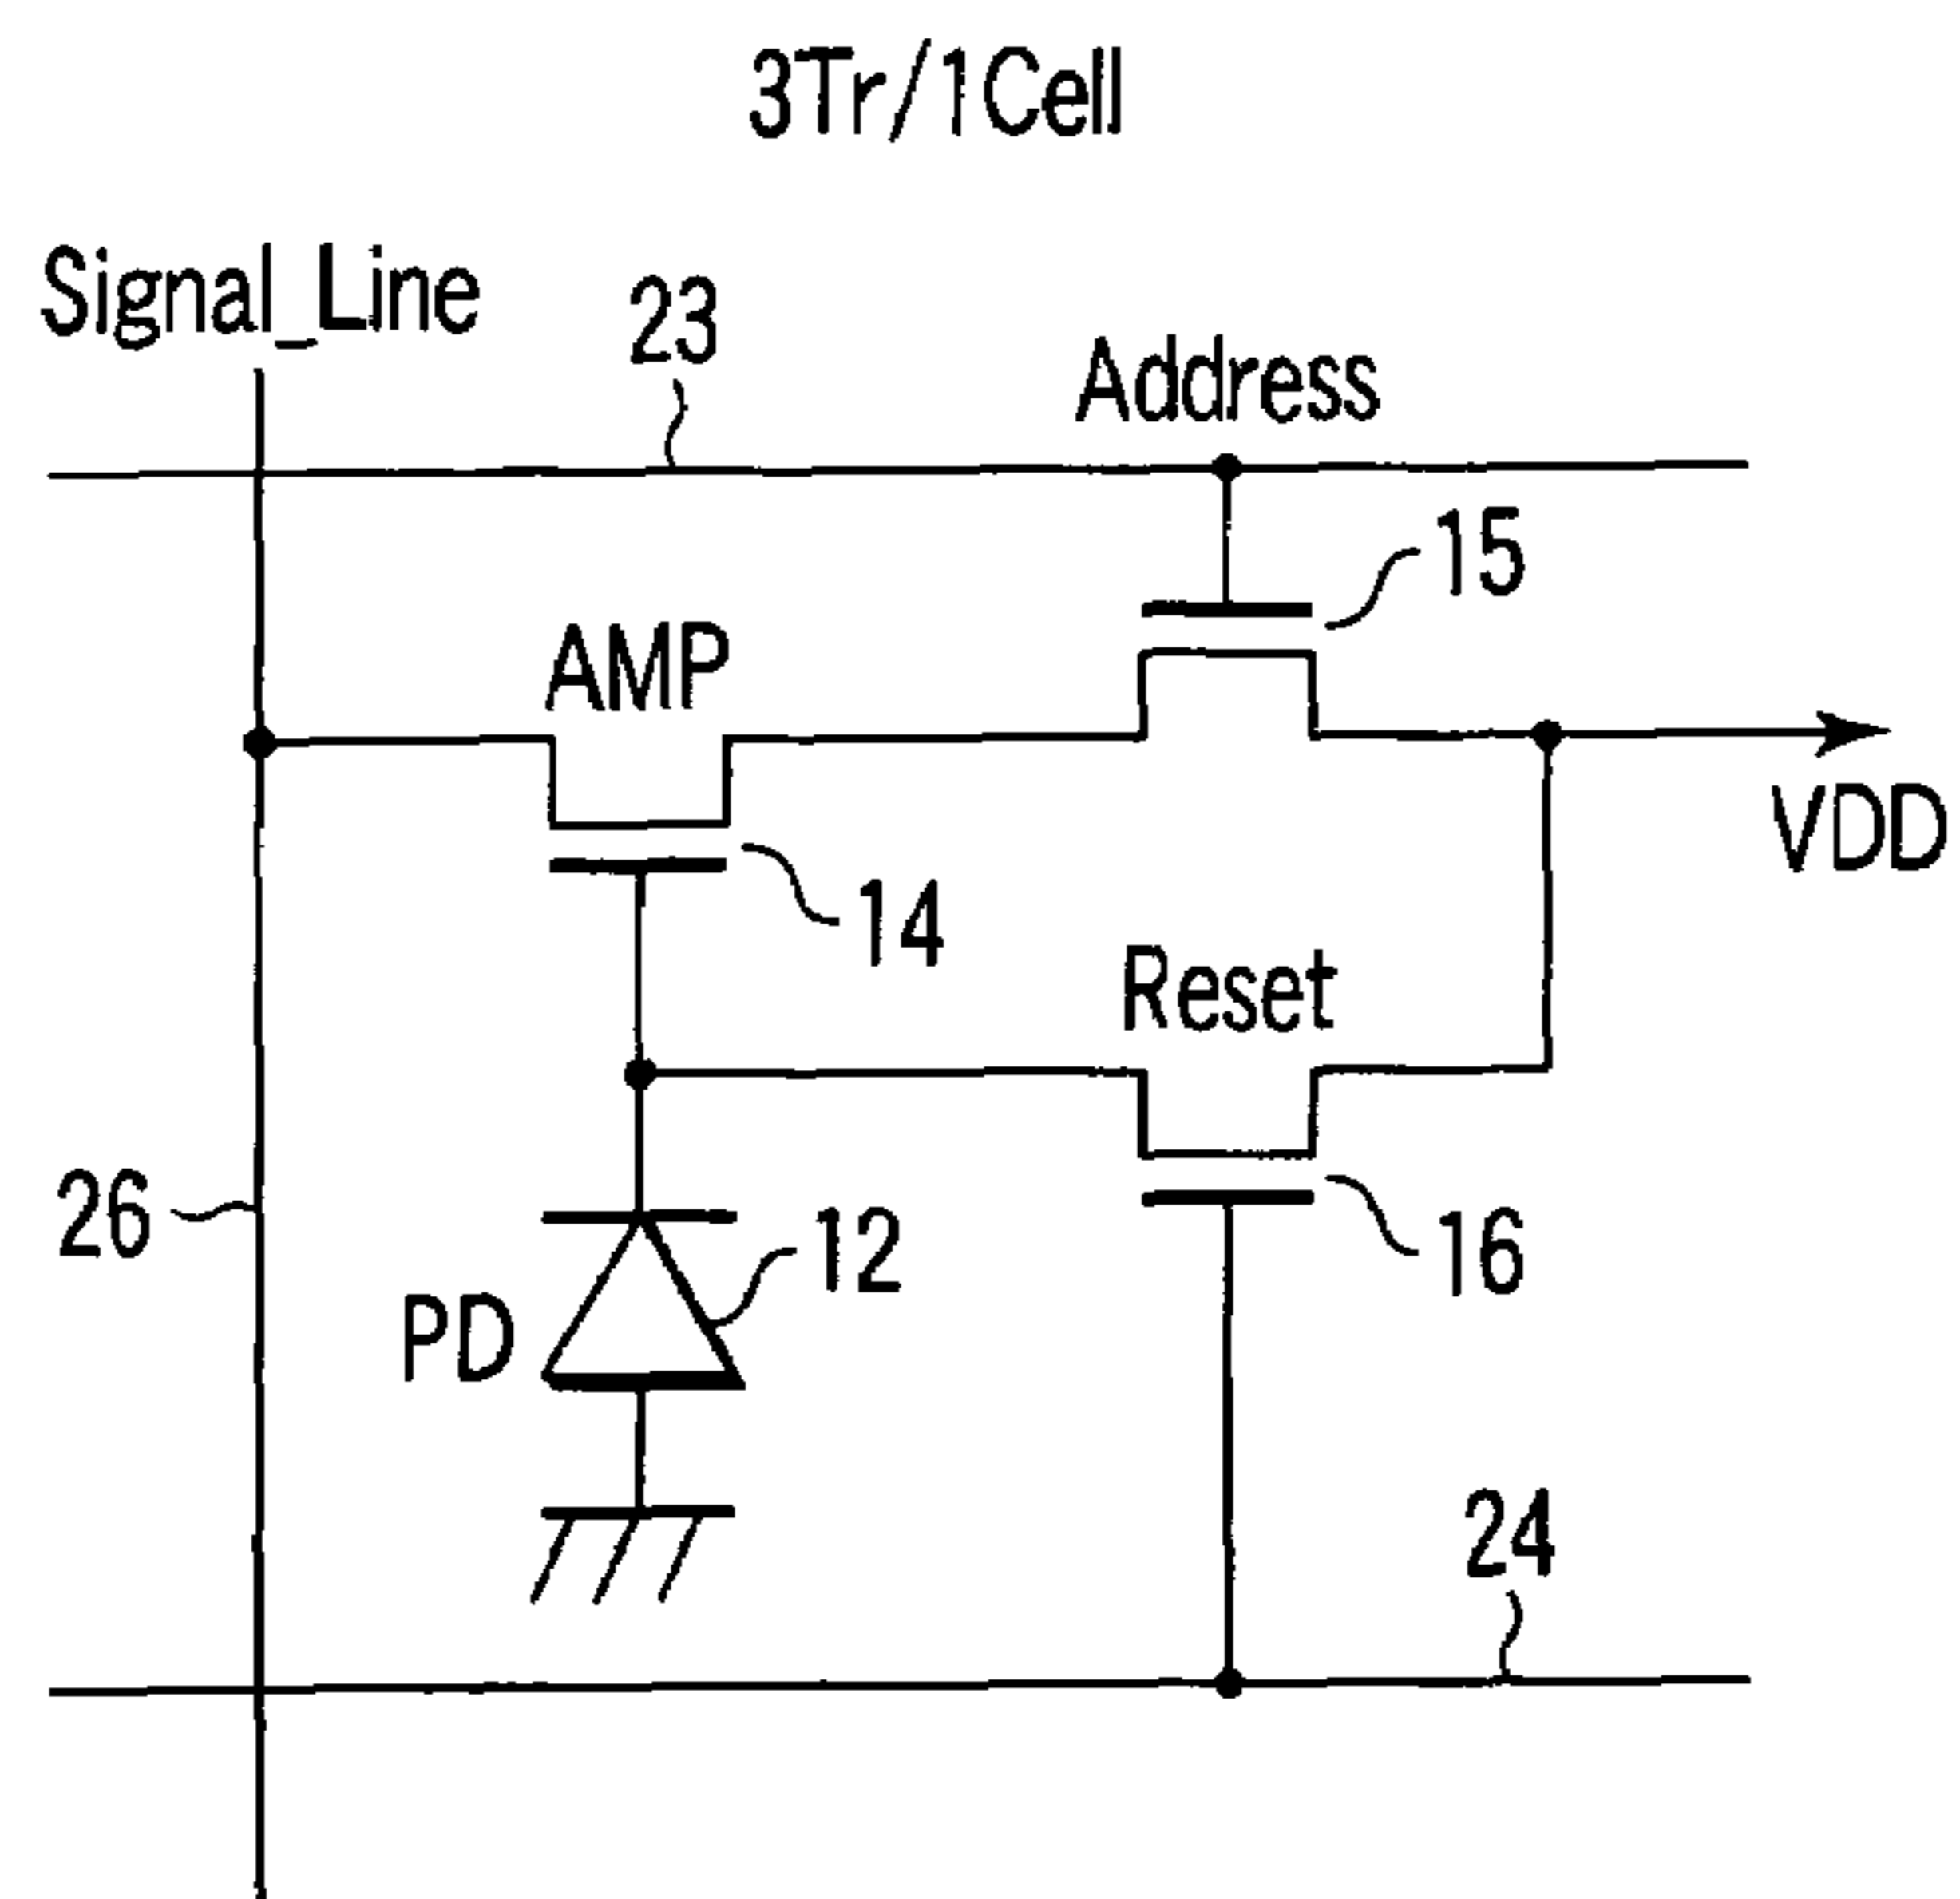 3Tr/1Cell
Signal_Line
23
Address
15
AMP
VDD
14
Reset
26
12
16
PD
24